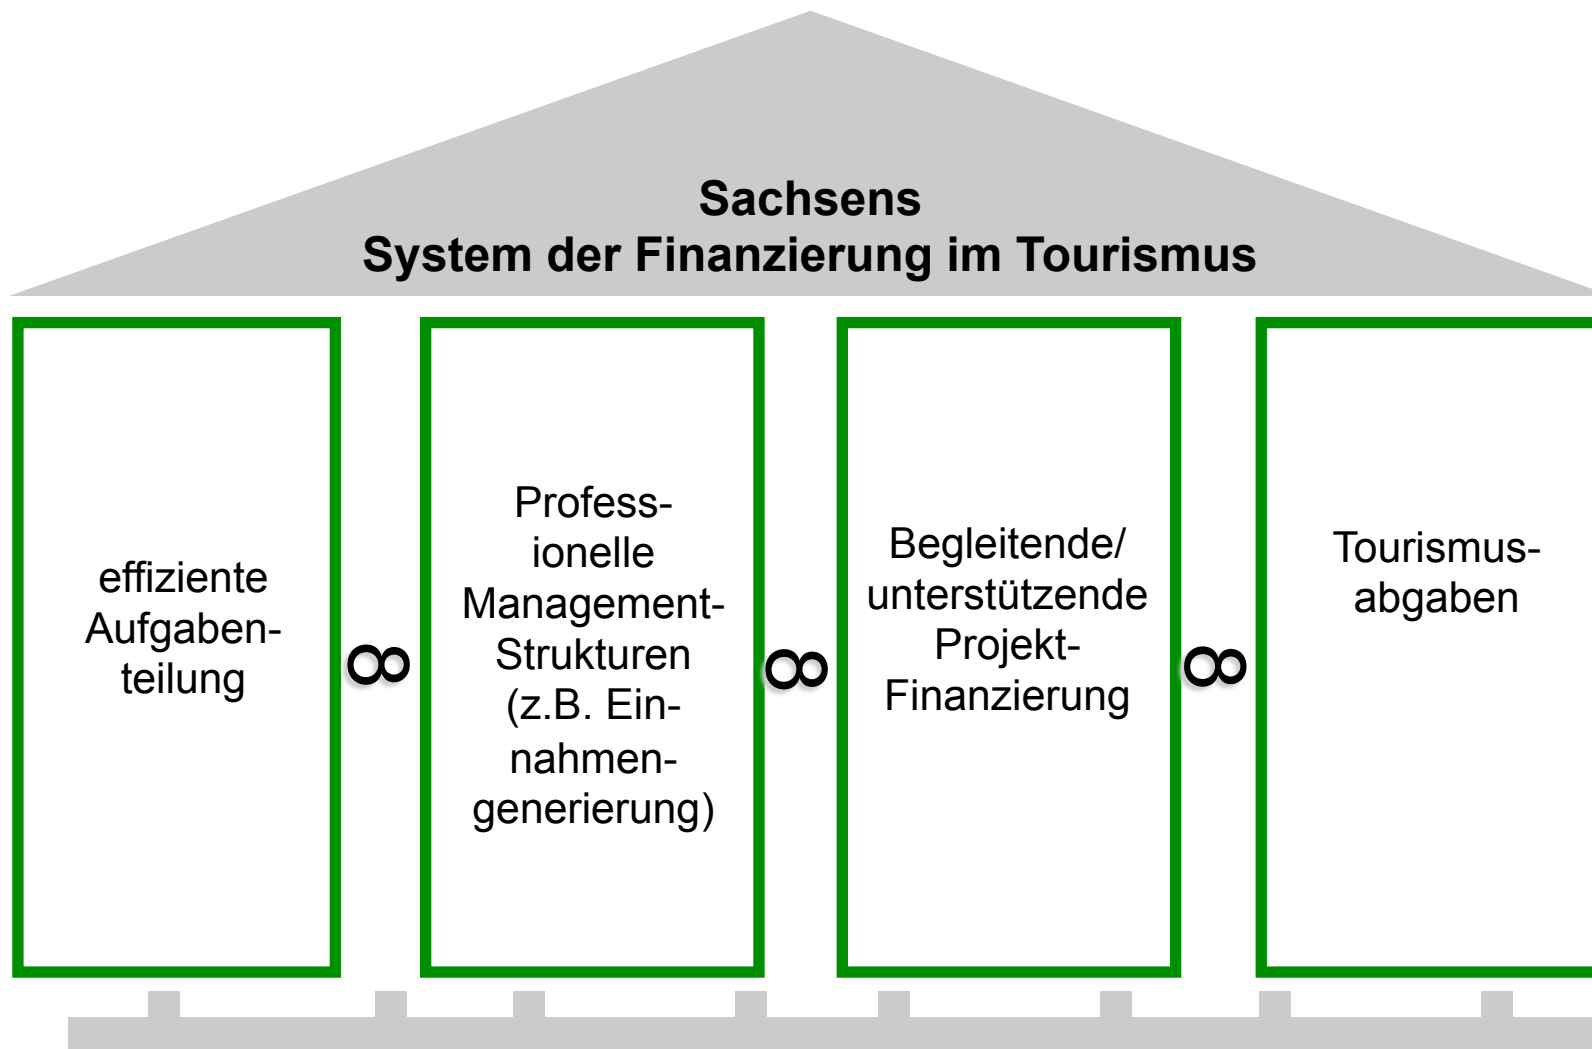 Sachsens
System der Finanzierung im Tourismus
effiziente
Aufgaben-
teilung
∞
Profess-
ionelle
Management-
Strukturen
(z.B. Ein-
nahmen-
generierung)
∞
Begleitende/
unterstützende
Projekt-
Finanzierung
∞
Tourismus-
abgaben